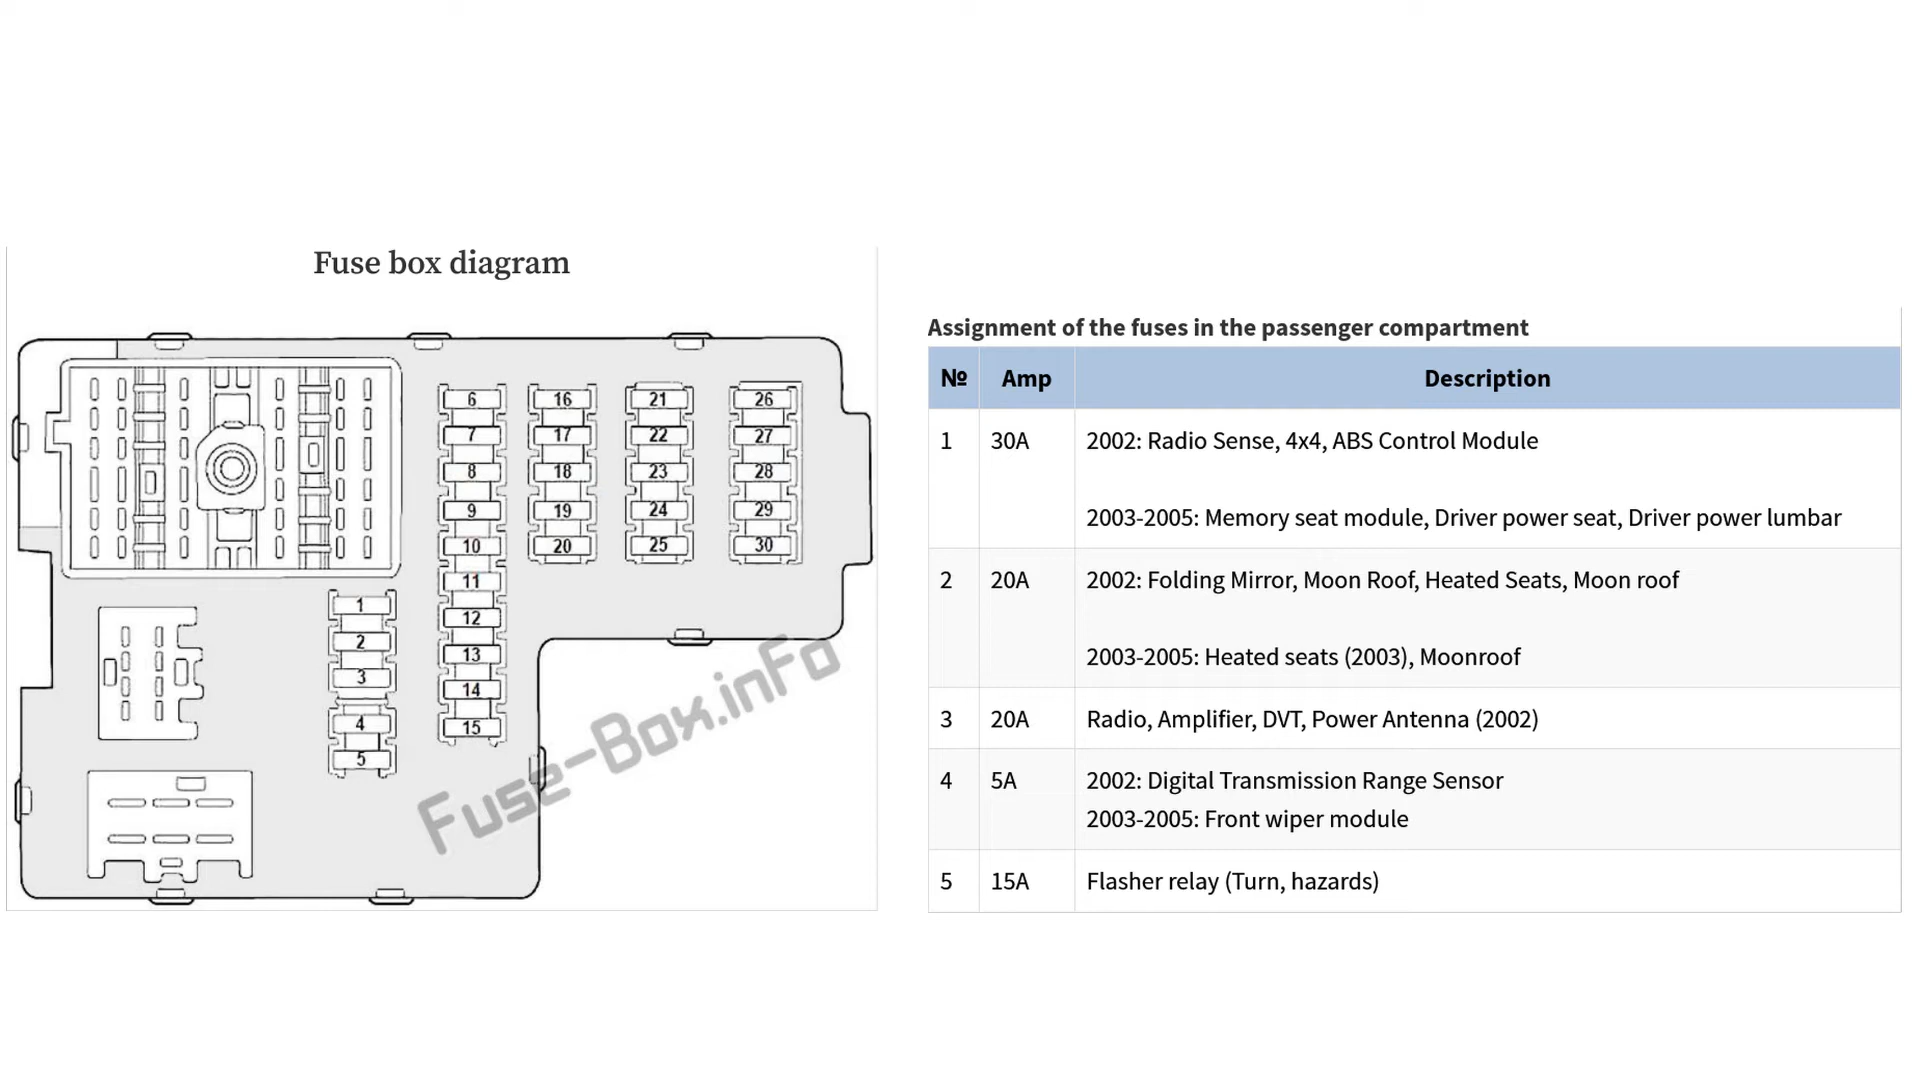 Fuse box diagram
6 16 21 26
7 17 22 27
8 18 23 28
9 19 24 29
10 20 25 30
11
1
12
2
13
3
14
4
15
5
Fuse-Box.inFo
Assignment of the fuses in the passenger compartment
№ Amp Description
1 30A 2002: Radio Sense, 4x4, ABS Control Module
2003-2005: Memory seat module, Driver power seat, Driver power lumbar
2 20A 2002: Folding Mirror, Moon Roof, Heated Seats, Moon roof
2003-2005: Heated seats (2003), Moonroof
3 20A Radio, Amplifier, DVT, Power Antenna (2002)
4 5A 2002: Digital Transmission Range Sensor
2003-2005: Front wiper module
5 15A Flasher relay (Turn, hazards)